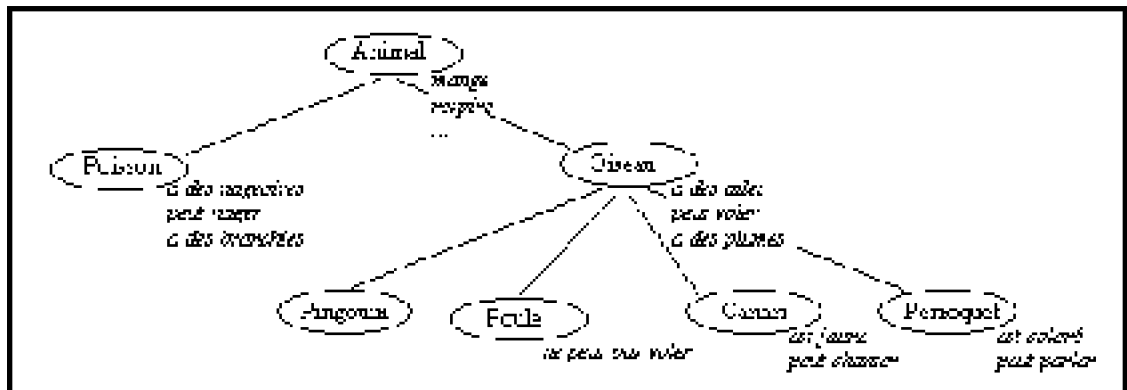 Animal
mange
respire
...
Poisson
Oiseau
a des nageoires
peut nager
a des branchies
a des ailes
peut voler
a des plumes
Pingouin
Poule
Canari
Perroquet
ne peut pas voler
est jaune
peut chanter
est coloré
peut parler